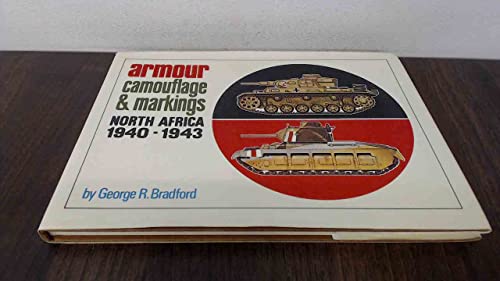 armour
camouflage
& markings
NORTH AFRICA
1940-1943
by George R. Bradford